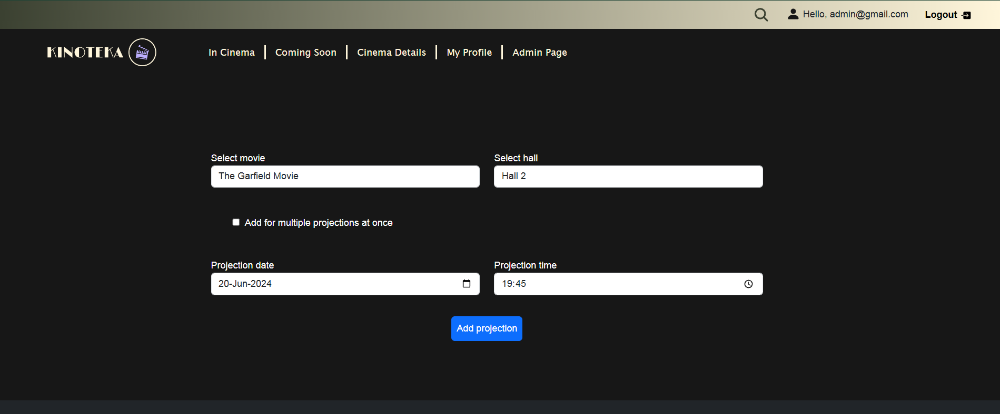 Hello, admin@gmail.com Logout
KINOTEKA In Cinema Coming Soon Cinema Details My Profile Admin Page
Select movie Select hall
The Garfield Movie Hall 2
Add for multiple projections at once
Projection date Projection time
20-Jun-2024 19:45
Add projection